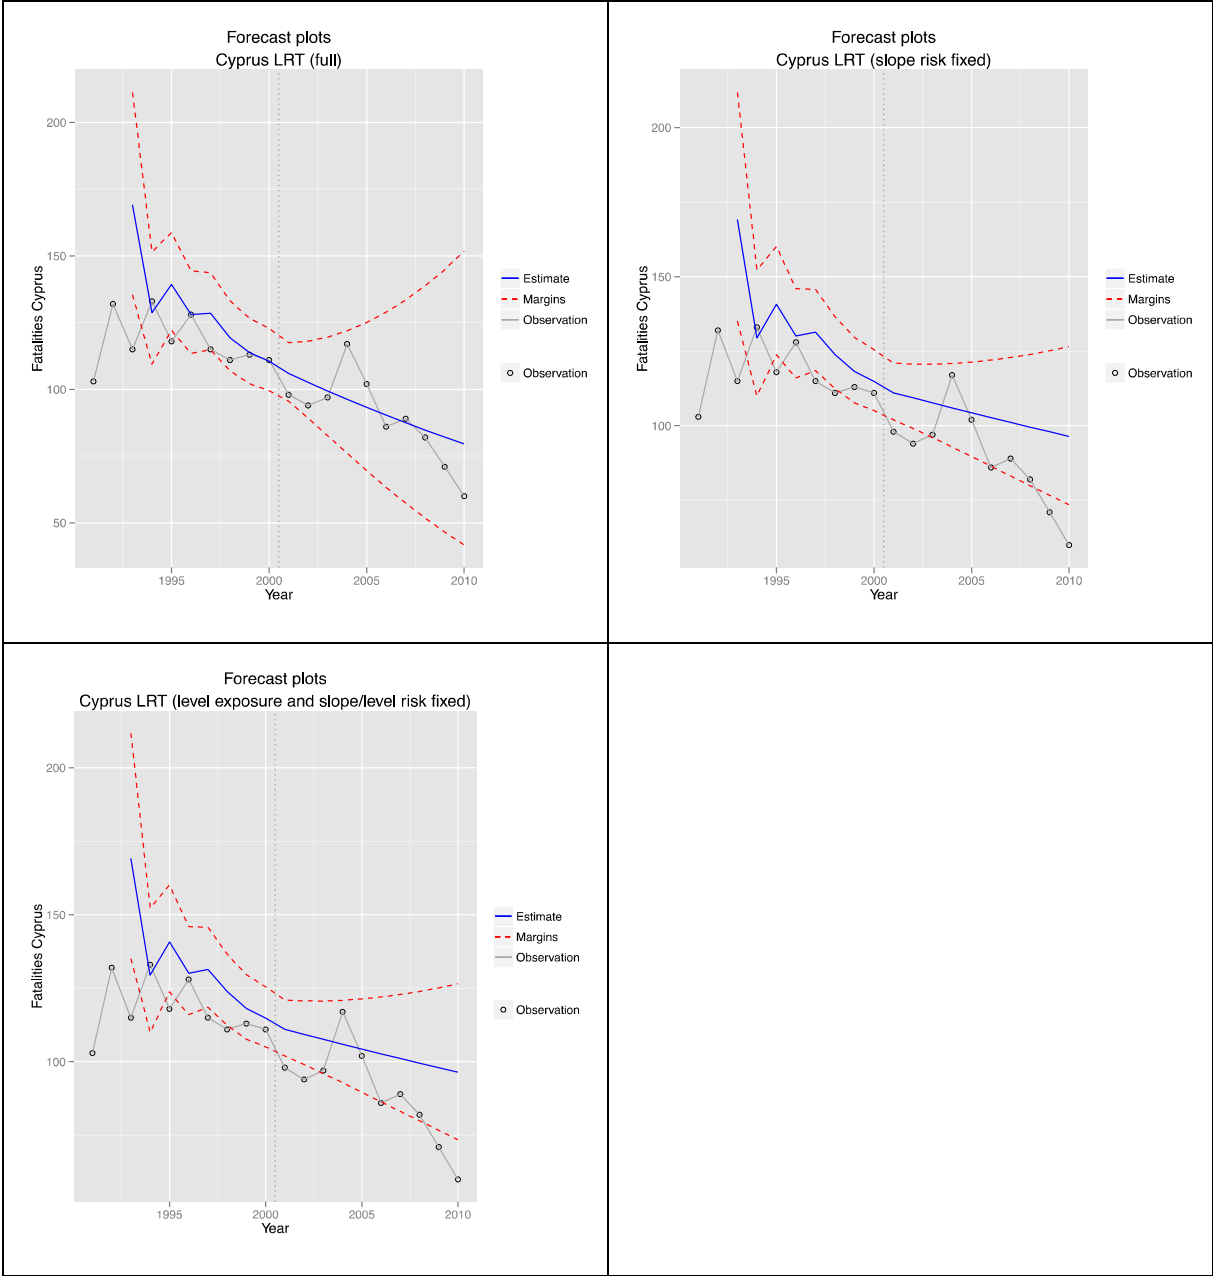 Forecast plots
Cyprus LRT (full)
200
150
100
50
Fatalities Cyprus
1995
2000
2005
2010
Year
Estimate
Margins
Observation
Observation
Forecast plots
Cyprus LRT (slope risk fixed)
200
150
100
Fatalities Cyprus
1995
2000
2005
2010
Year
Estimate
Margins
Observation
Observation
Forecast plots
Cyprus LRT (level exposure and slope/level risk fixed)
200
150
100
Fatalities Cyprus
1995
2000
2005
2010
Year
Estimate
Margins
Observation
Observation